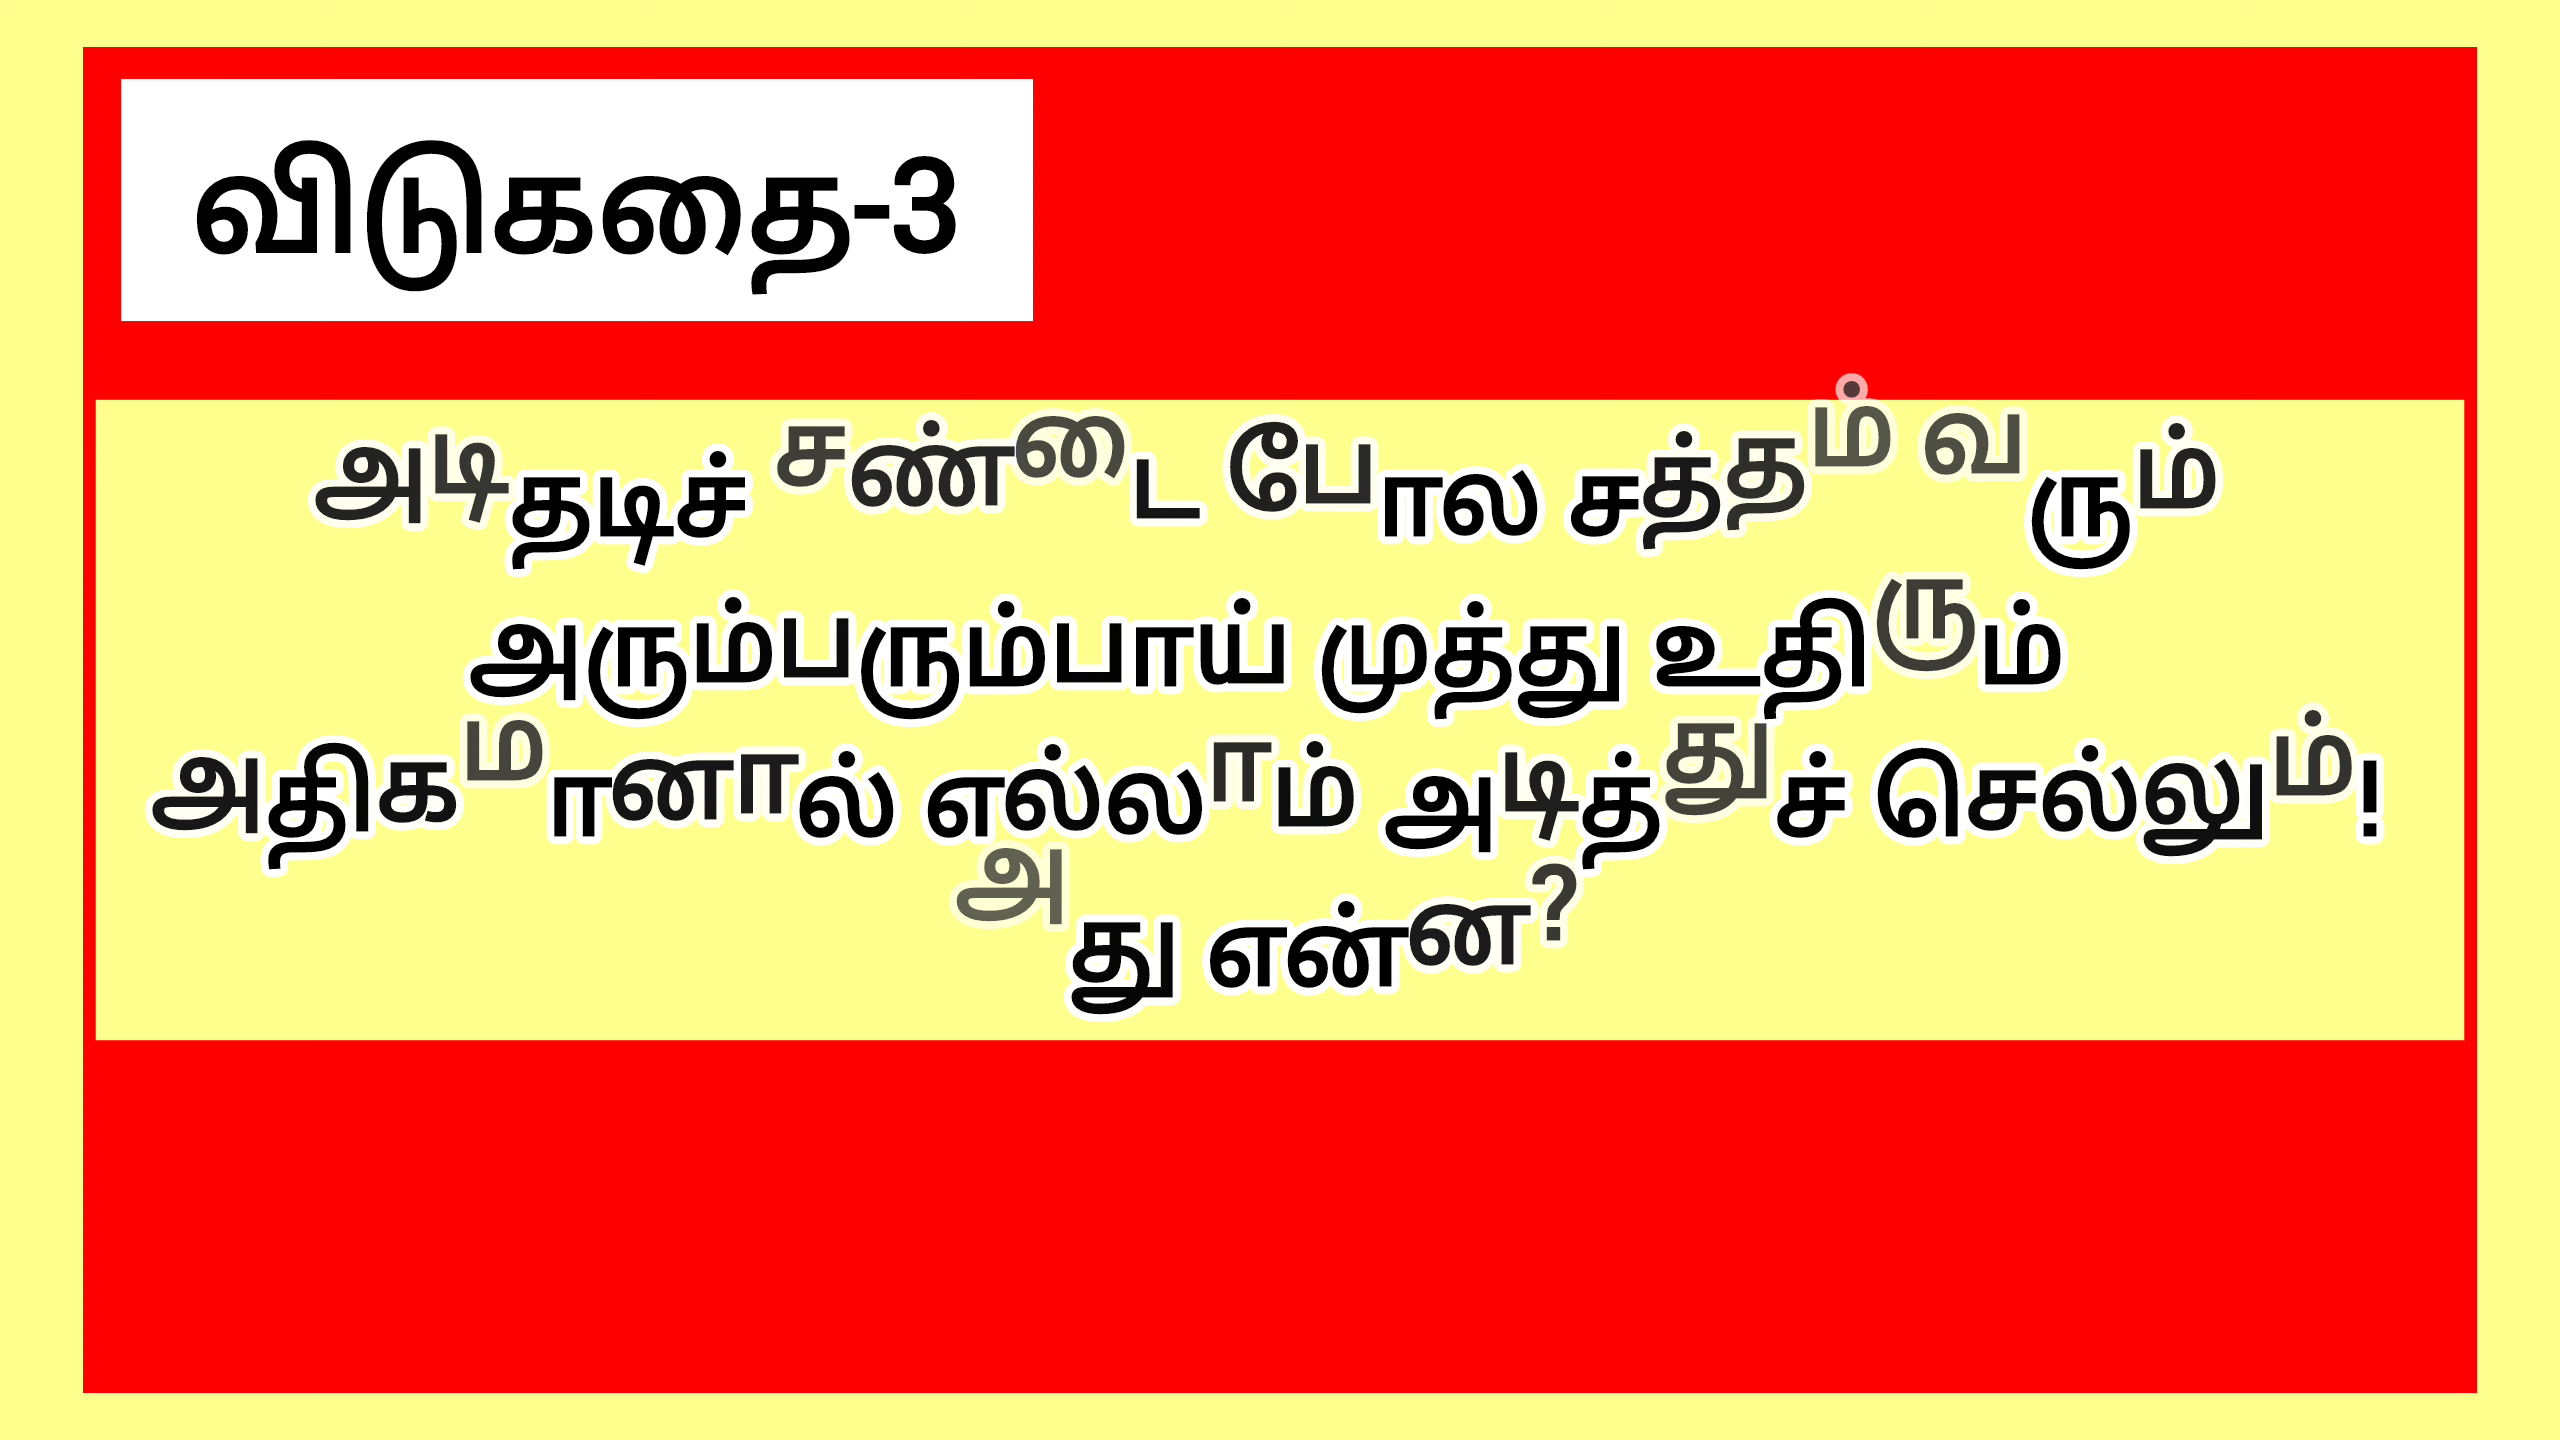 விடுகதை-3
அடிதடிச் சண்டை போல சத்தம் வரும்
அரும்பரும்பாய் முத்து உதிரும்
அதிகமானால் எல்லாம் அடித்துச் செல்லும்!
அது என்ன?